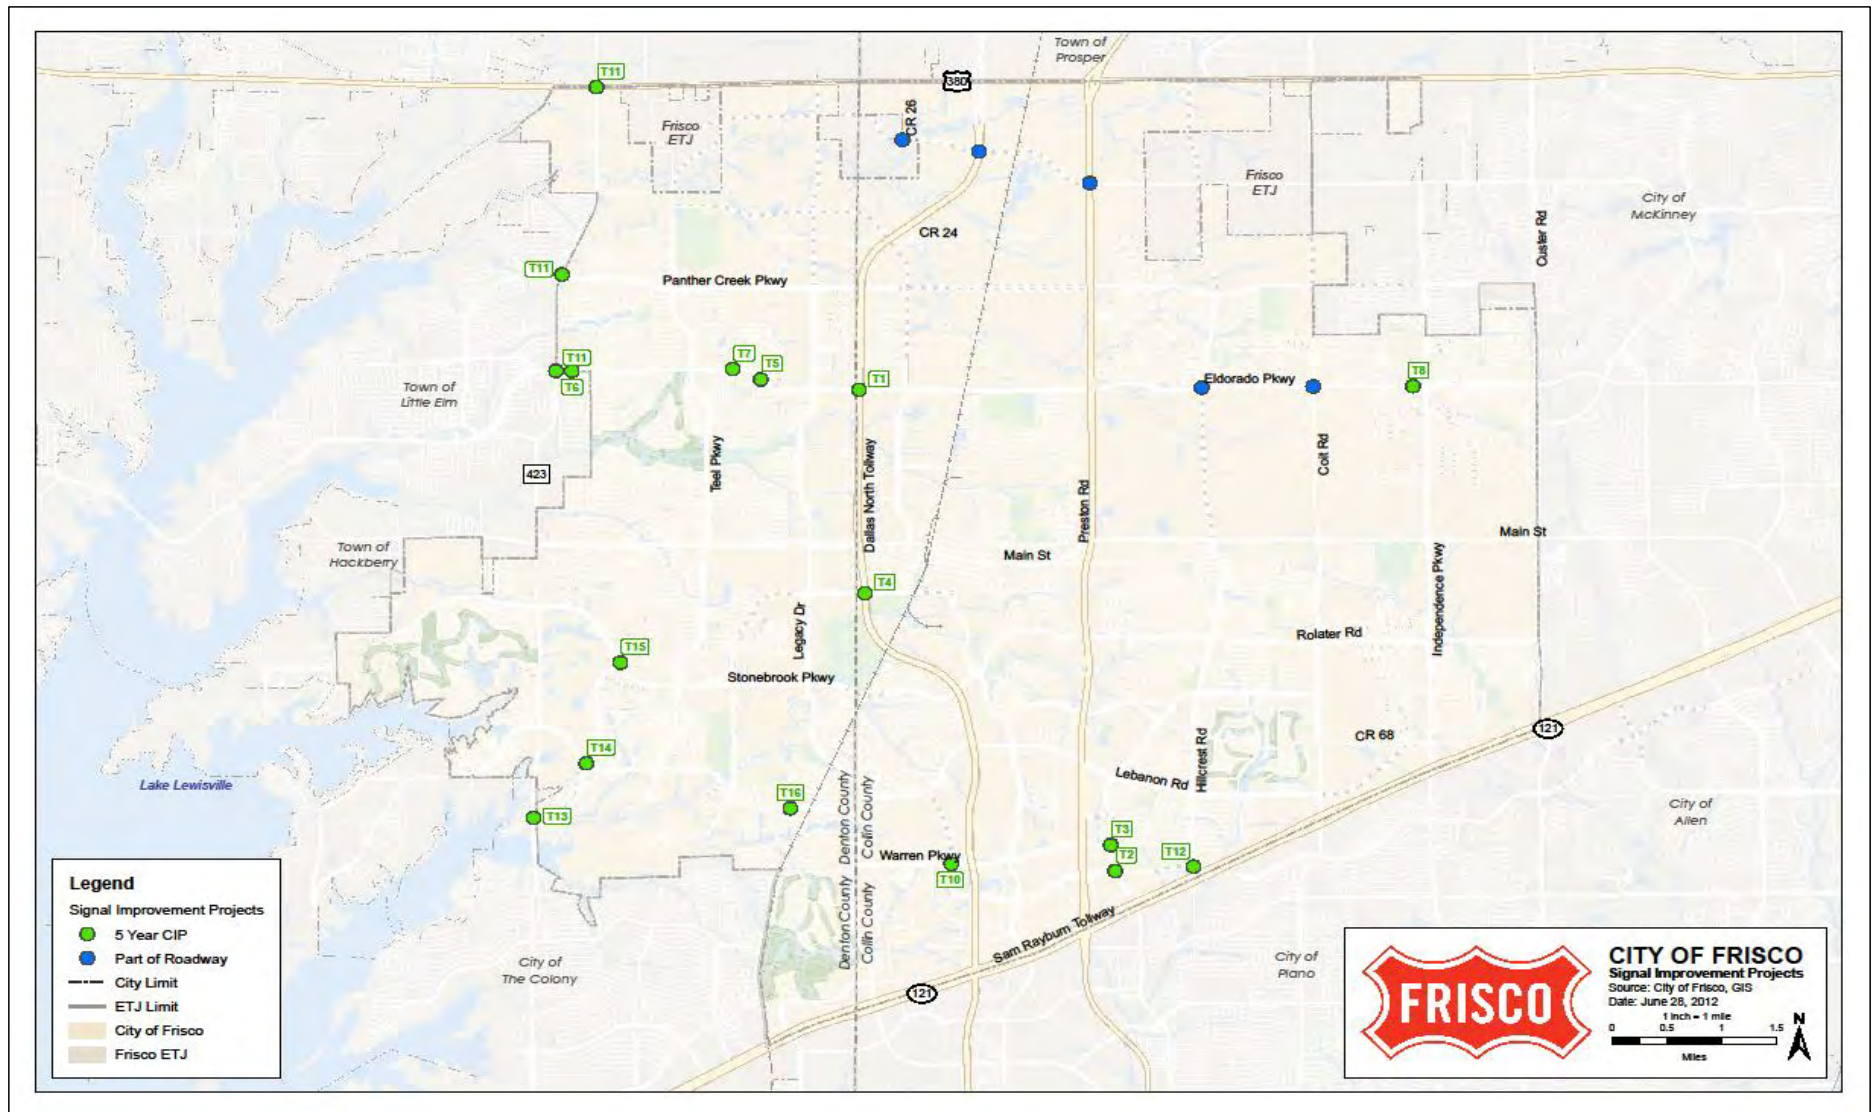 Town of
Prosper
T11
380
CR 26
Frisco
ETJ
Frisco
ETJ
City of
McKinney
Custer Rd
CR 24
T11
Panther Creek Pkwy
T11
T6
T7
T5
T1
Eldorado Pkwy
T8
Town of
Little Elm
423
Teel Pkwy
Dallas North Tollway
Preston Rd
Coit Rd
Main St
Main St
Town of
Hackberry
T4
Independence Pkwy
Legacy Dr
Rolater Rd
T15
Stonebrook Pkwy
121
CR 68
Hillcrest Rd
T14
Lebanon Rd
Lake Lewisville
T16
Denton County
Collin County
City of
Allen
T13
T3
T2
T12
Warren Pkwy
T10
Denton County
Collin County
Sam Rayburn Tollway
City of
The Colony
City of
Plano
121
Legend
Signal Improvement Projects
5 Year CIP
Part of Roadway
City Limit
ETJ Limit
City of Frisco
Frisco ETJ
FRISCO
CITY OF FRISCO
Signal Improvement Projects
Source: City of Frisco, GIS
Date: June 28, 2012
1 inch = 1 mile
0 0.5 1 1.5
Miles
N